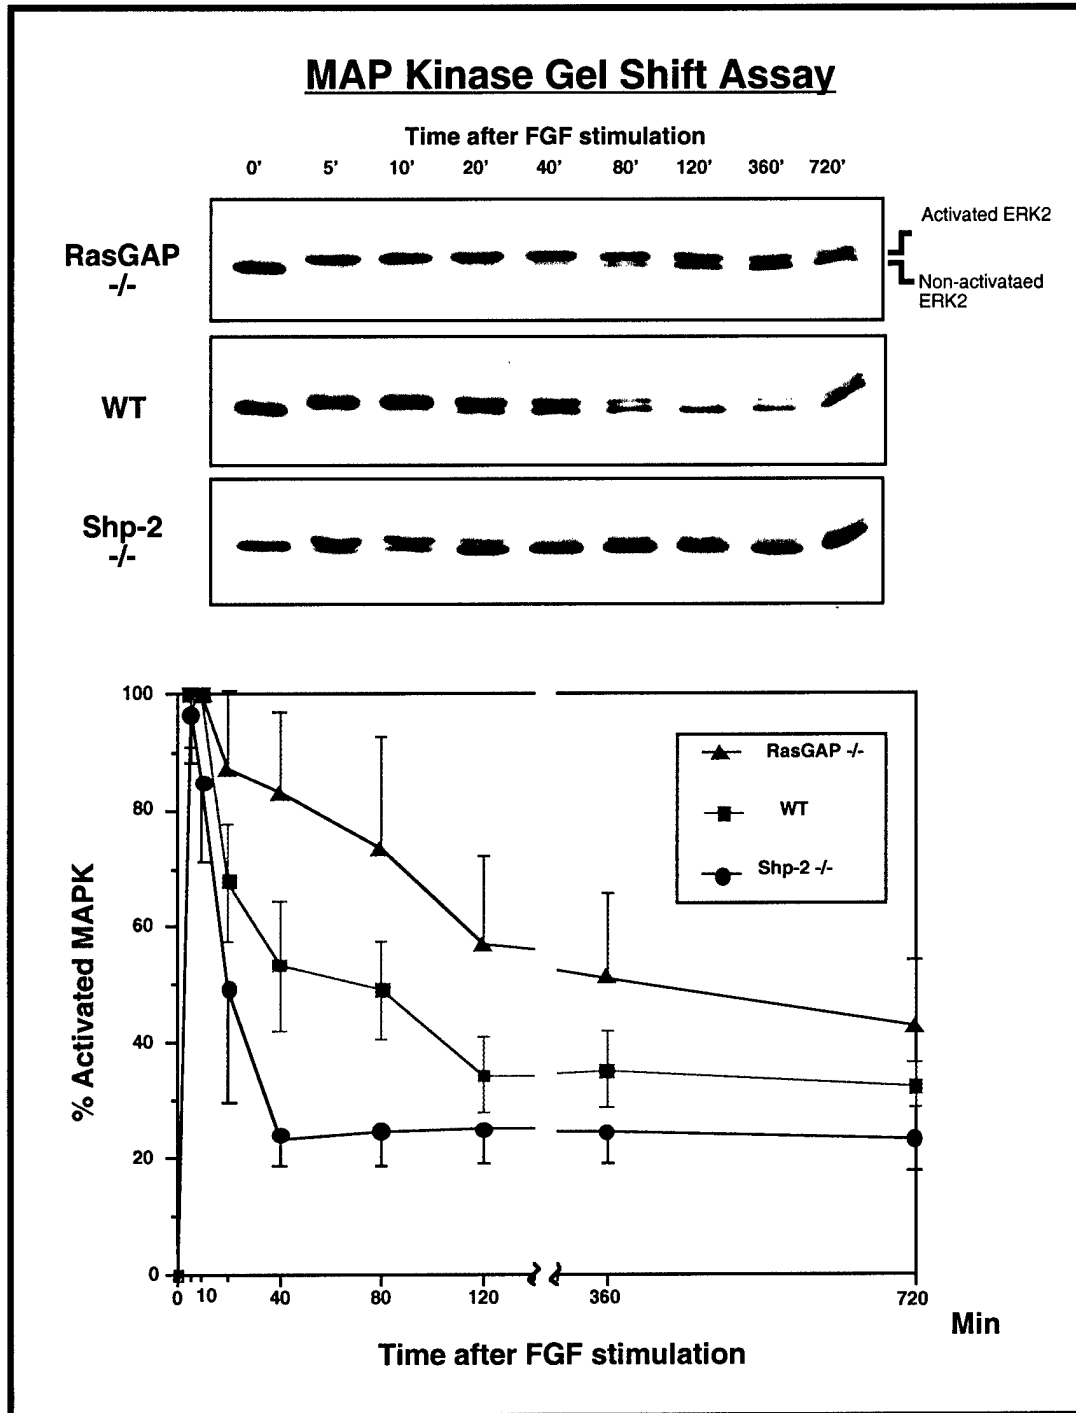 MAP Kinase Gel Shift Assay
Time after FGF stimulation
0' 5' 10' 20' 40' 80' 120' 360' 720'
RasGAP
-/-
Activated ERK2
Non-activataed
ERK2
WT
Shp-2
-/-
% Activated MAPK
100
80
60
40
20
0
RasGAP -/-
WT
Shp-2 -/-
0 10 40 80 120 360 720
Min
Time after FGF stimulation